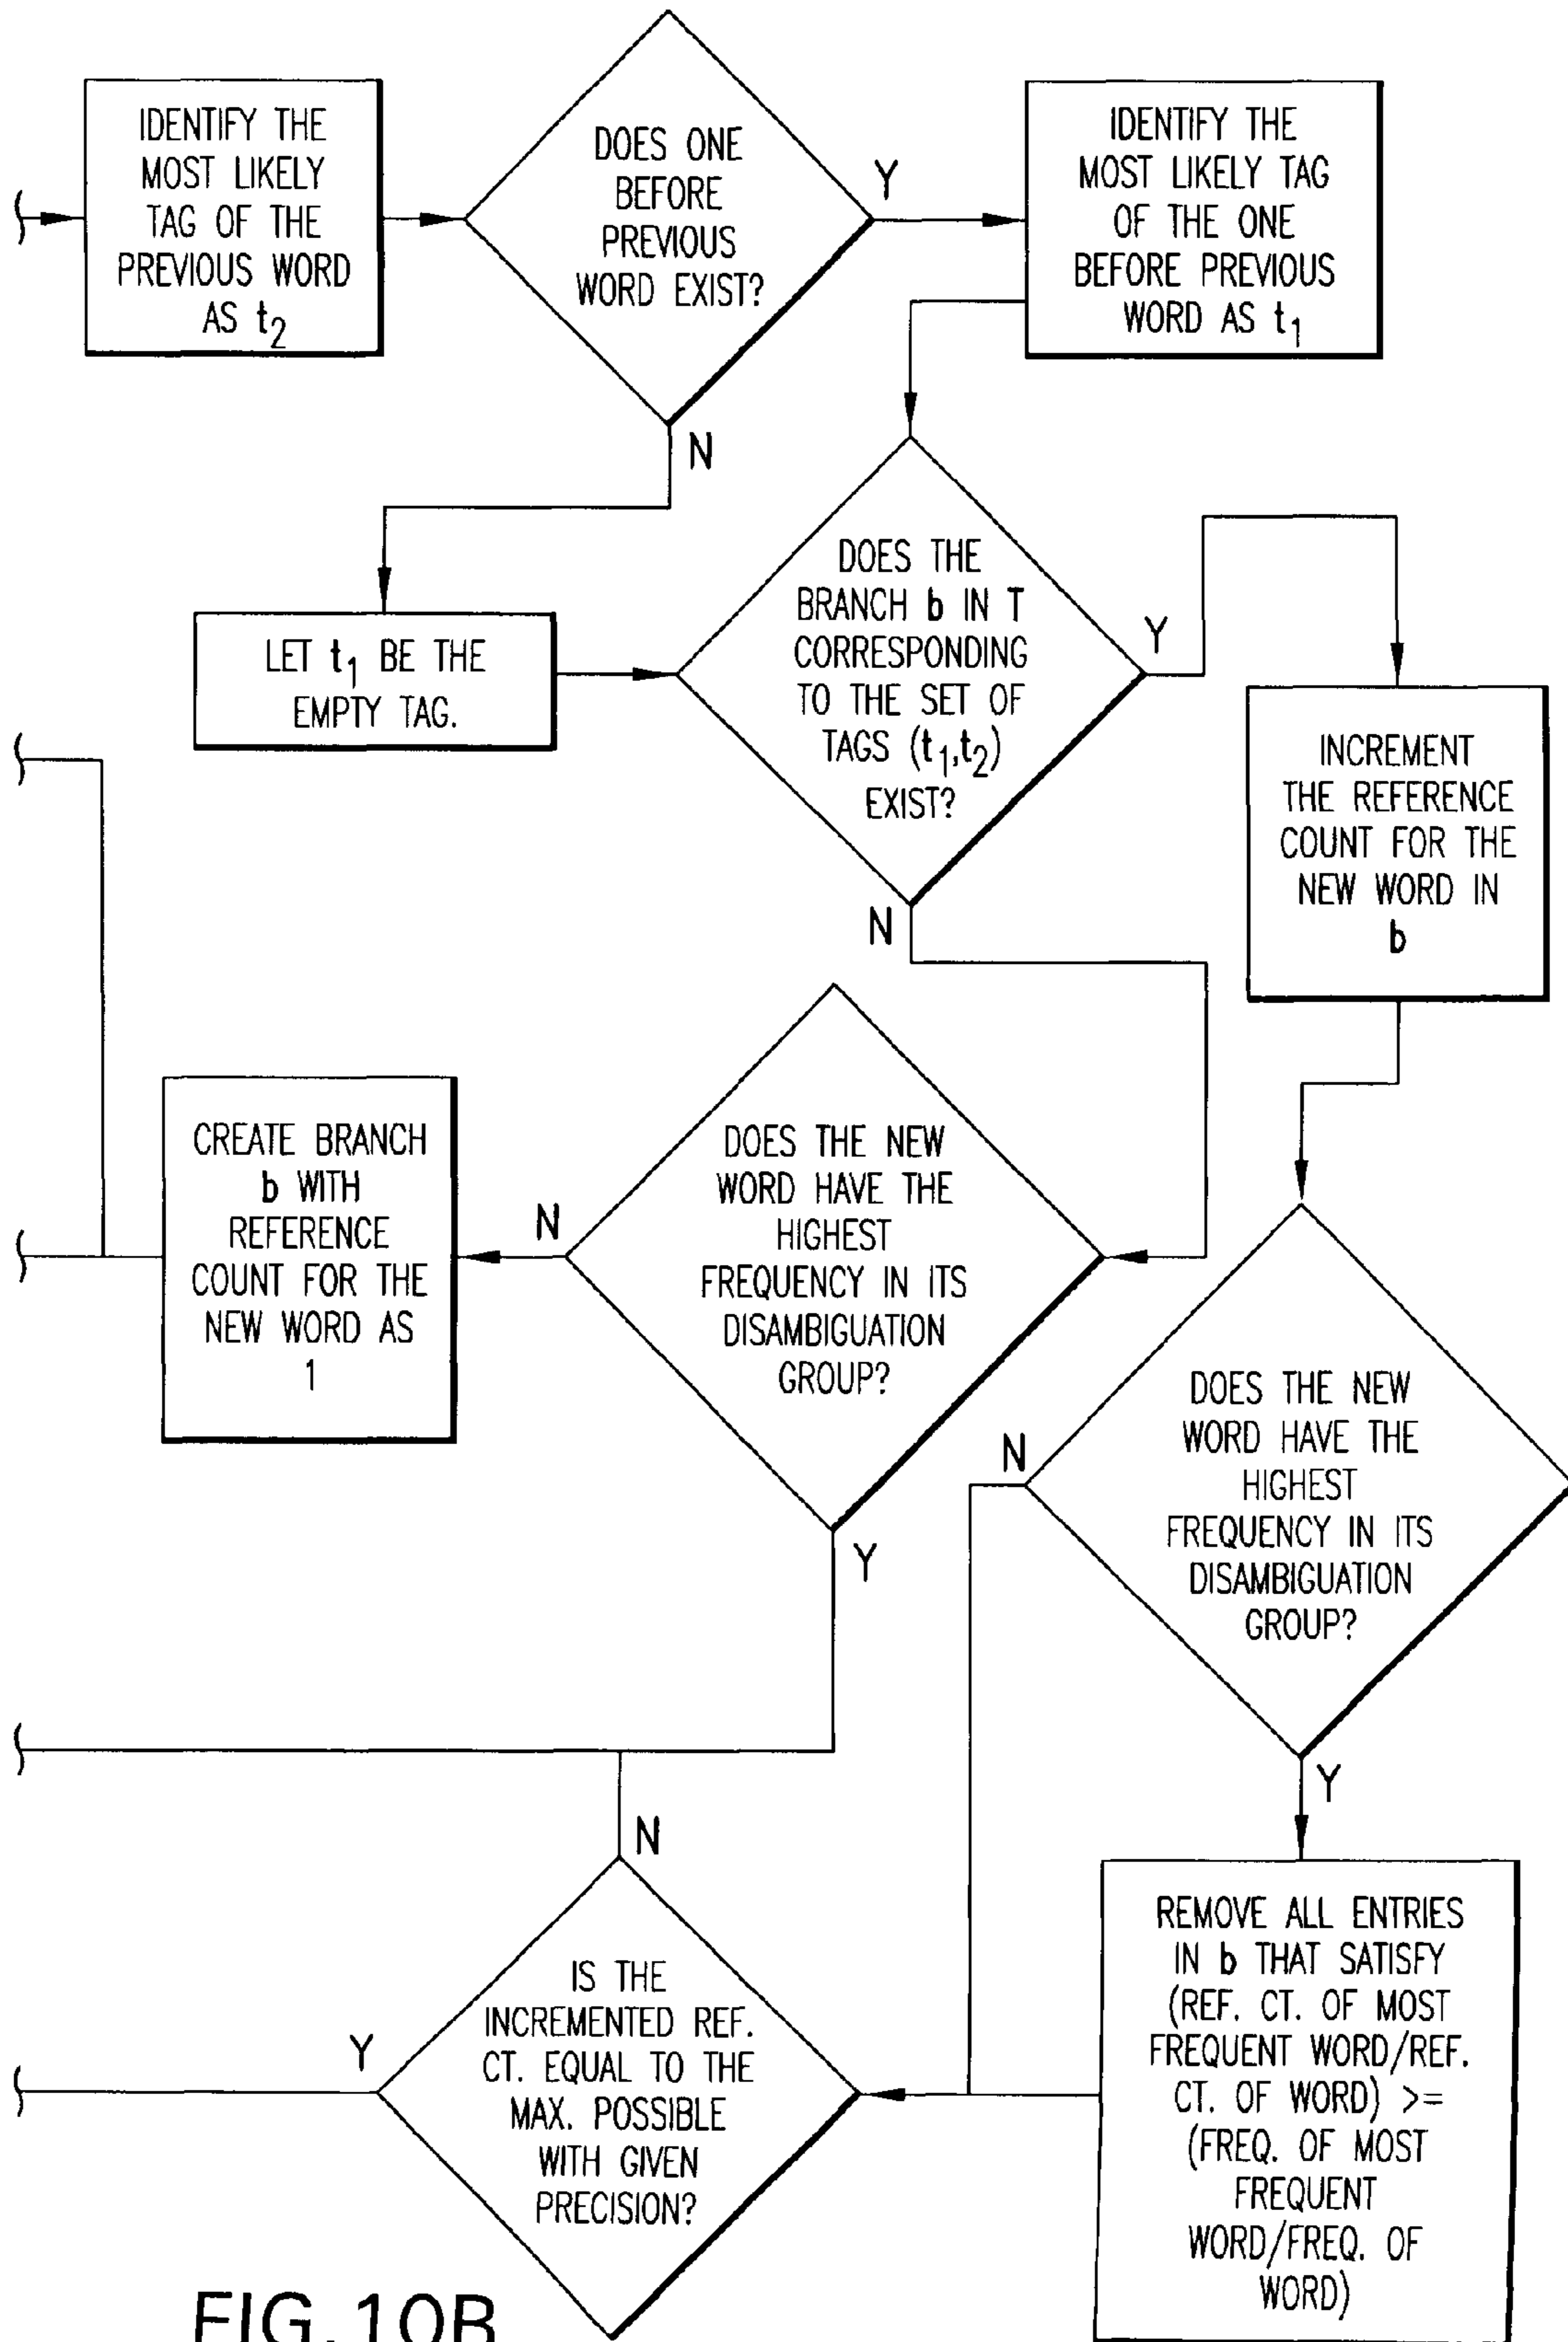 IDENTIFY THE
MOST LIKELY
TAG OF THE
PREVIOUS WORD
AS t2
DOES ONE
BEFORE
PREVIOUS
WORD EXIST?
Y
IDENTIFY THE
MOST LIKELY TAG
OF THE ONE
BEFORE PREVIOUS
WORD AS t1
N
LET t1 BE THE
EMPTY TAG.
DOES THE
BRANCH b IN T
CORRESPONDING
TO THE SET OF
TAGS (t1,t2)
EXIST?
Y
INCREMENT
THE REFERENCE
COUNT FOR THE
NEW WORD IN
b
N
CREATE BRANCH
b WITH
REFERENCE
COUNT FOR THE
NEW WORD AS
1
N
DOES THE NEW
WORD HAVE THE
HIGHEST
FREQUENCY IN ITS
DISAMBIGUATION
GROUP?
Y
N
DOES THE NEW
WORD HAVE THE
HIGHEST
FREQUENCY IN ITS
DISAMBIGUATION
GROUP?
Y
N
Y
IS THE
INCREMENTED REF.
CT. EQUAL TO THE
MAX. POSSIBLE
WITH GIVEN
PRECISION?
REMOVE ALL ENTRIES
IN b THAT SATISFY
(REF. CT. OF MOST
FREQUENT WORD/REF.
CT. OF WORD) >=
(FREQ. OF MOST
FREQUENT
WORD/FREQ. OF
WORD)
FIG. 10B